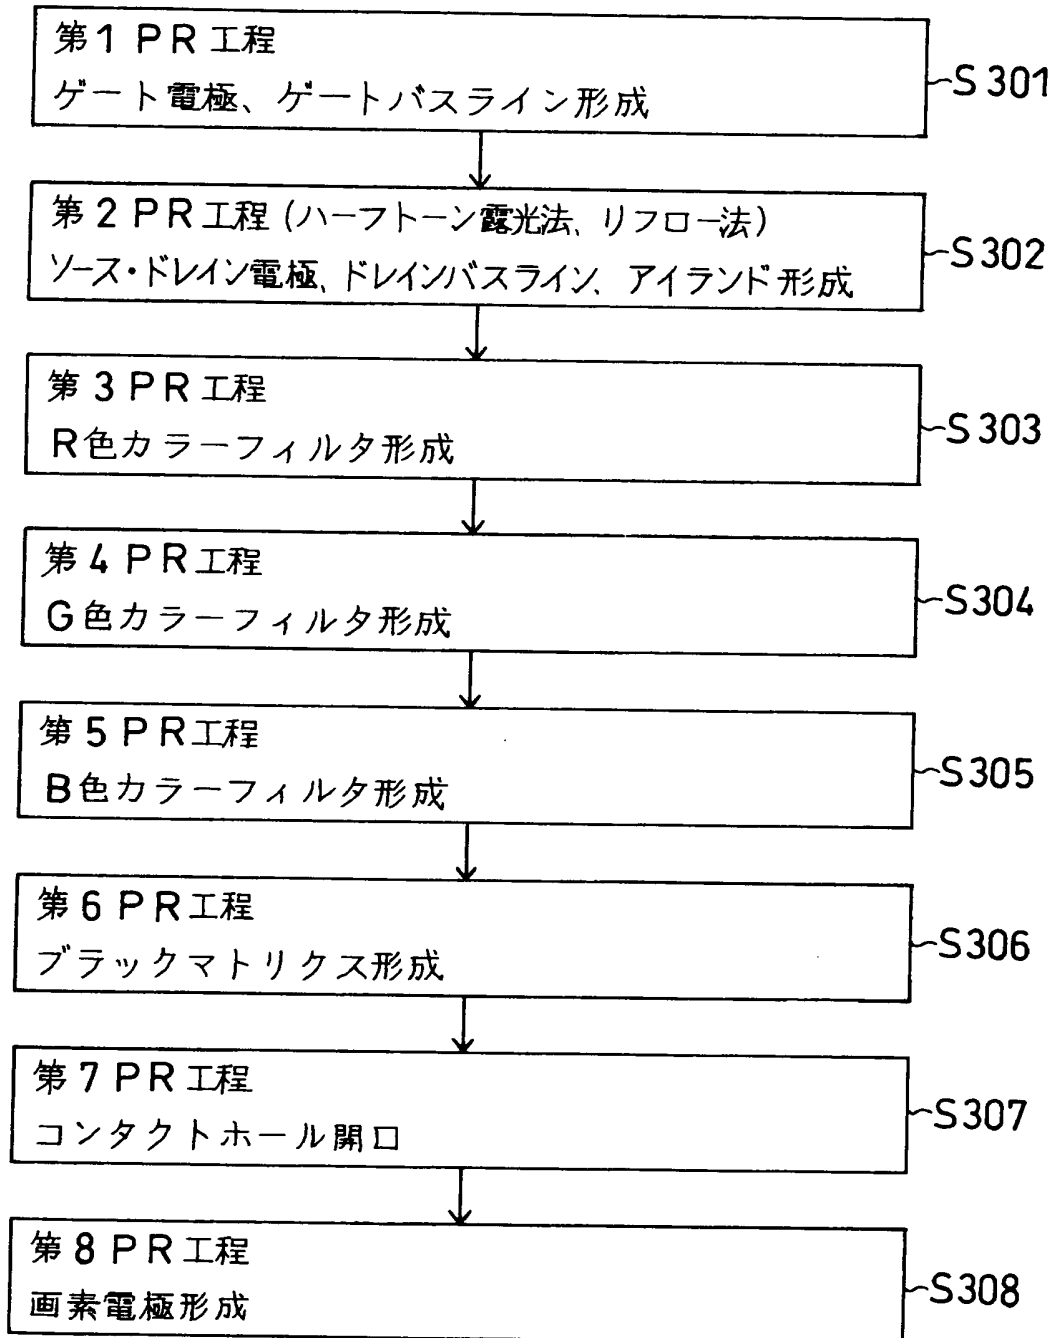 第1 PR工程
ゲート電極、ゲートバスライン形成
S301
第2 PR工程(ハーフトーン露光法、リフロー法)
ソース・ドレイン電極、ドレインバスライン、アイランド形成
S302
第3 PR工程
R色カラーフィルタ形成
S303
第4 PR工程
G色カラーフィルタ形成
S304
第5 PR工程
B色カラーフィルタ形成
S305
第6 PR工程
ブラックマトリクス形成
S306
第7 PR工程
コンタクトホール開口
S307
第8 PR工程
画素電極形成
S308